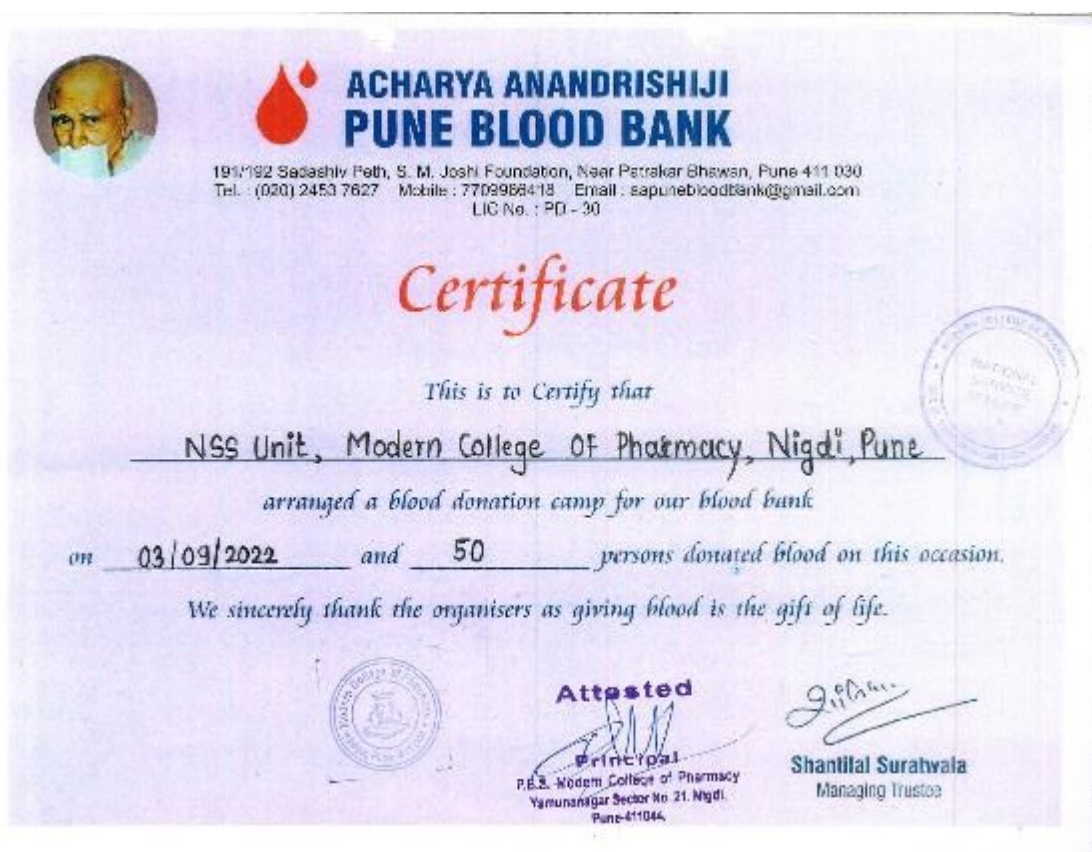 ACHARYA ANANDRISHIJI
PUNE BLOOD BANK
191/192 Sadashiv Peth, S. M. Joshi Foundation, Near Patrakar Bhawan, Pune 411 030
Tel. : (020) 2453 7627 Mobile : 7709966418 Email : aapunebloodbank@gmail.com
LIC No. : PD - 30
Certificate
This is to Certify that
NSS Unit, Modern College Of Pharmacy, Nigdi, Pune
arranged a blood donation camp for our blood bank
on 03/09/2022 and 50 persons donated blood on this occasion.
We sincerely thank the organisers as giving blood is the gift of life.
Attested
Principal
P.E.S. Modern College of Pharmacy
Yamunanagar Sector No. 21. Nigdi.
Pune-411044.
Shantilal Suratwala
Managing Trustee